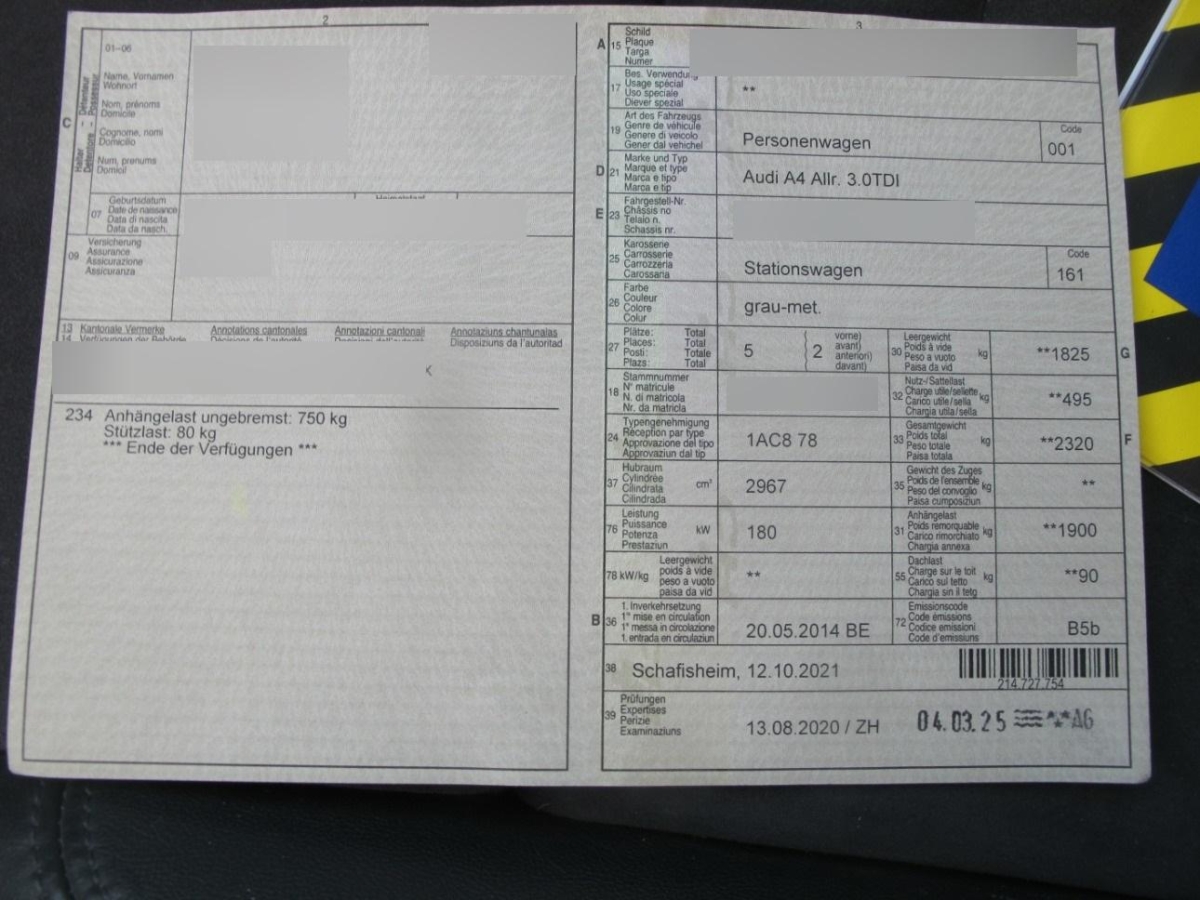 2
01-06
Name, Vornamen
Wohnort
Nom, prénoms
Domicile
Cognome, nomi
Domicilio
Num, prenums
Domicil
C
Halter - Détenteur
Detentore - Possessur
07
Geburtsdatum
Date de naissance
Data di nascita
Data da nasch.
09
Versicherung
Assurance
Assicurazione
Assicuranza
13 Kantonale Vermerke Annotations cantonales Annotazioni cantonali Annotaziuns chantunalas
14 Verfügungen der Behörde Décisions de l'autorité Disposiziuns da l'autoritad
234 Anhängelast ungebremst: 750 kg
Stützlast: 80 kg
*** Ende der Verfügungen ***
3
A 15
Schild
Plaque
Targa
Numer
17
Bes. Verwendung
Usage spécial
Uso speciale
Diever spezial
**
19
Art des Fahrzeugs
Genre de véhicule
Genere di veicolo
Gener dal vehichel
Personenwagen
Code
001
D 21
Marke und Typ
Marque et type
Marca e tipo
Marca e tip
Audi A4 Allr. 3.0TDI
E 23
Fahrgestell-Nr.
Châssis no
Telaio n.
Schassis nr.
25
Karosserie
Carrosserie
Carrozzeria
Carossaria
Stationswagen
Code
161
26
Farbe
Couleur
Colore
Colur
grau-met.
27
Plätze: Total
Places: Total
Posti: Totale
Plazs: Total
5
2
vorne)
avant)
anteriori)
davant)
30
Leergewicht
Poids à vide
Peso a vuoto
Paisa da vid
kg
**1825
G
18
Stammnummer
N° matricule
N. di matricola
Nr. da matricla
32
Nutz-/Sattellast
Charge utile/sellette
Carico utile/sella
Chargia utila/sella
kg
**495
24
Typengenehmigung
Réception par type
Approvazione del tipo
Approvaziun dal tip
1AC8 78
33
Gesamtgewicht
Poids total
Peso totale
Paisa totala
kg
**2320
F
37
Hubraum
Cylindrée
Cilindrata
Cilindrada
cm³
2967
35
Gewicht des Zuges
Poids de l'ensemble
Peso del convoglio
Paisa cumposiziun
kg
**
76
Leistung
Puissance
Potenza
Prestaziun
kW
180
31
Anhängelast
Poids remorquable
Carico rimorchiato
Chargia annexa
kg
**1900
78 kW/kg
Leergewicht
poids à vide
peso a vuoto
paisa da vid
**
55
Dachlast
Charge sur le toit
Carico sul tetto
Chargia sin il tetg
kg
**90
B 36
1. Inverkehrsetzung
1re mise en circulation
1a messa in circolazione
1. entrada en circulaziun
20.05.2014 BE
72
Emissionscode
Code émissions
Codice emissioni
Code d'emissiuns
B5b
38
Schafisheim, 12.10.2021
214.727.754
39
Prüfungen
Expertises
Perizie
Examinaziuns
13.08.2020 / ZH
04.03.25
AG